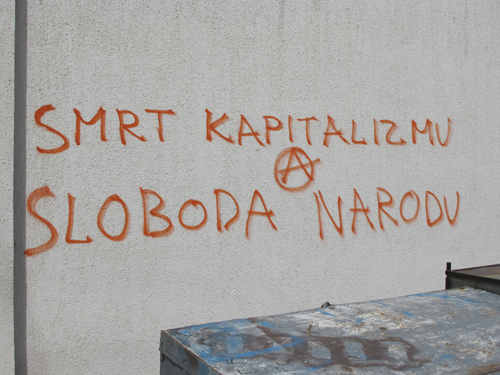 SMRT KAPITALIZMU
A
SLOBODA NARODU